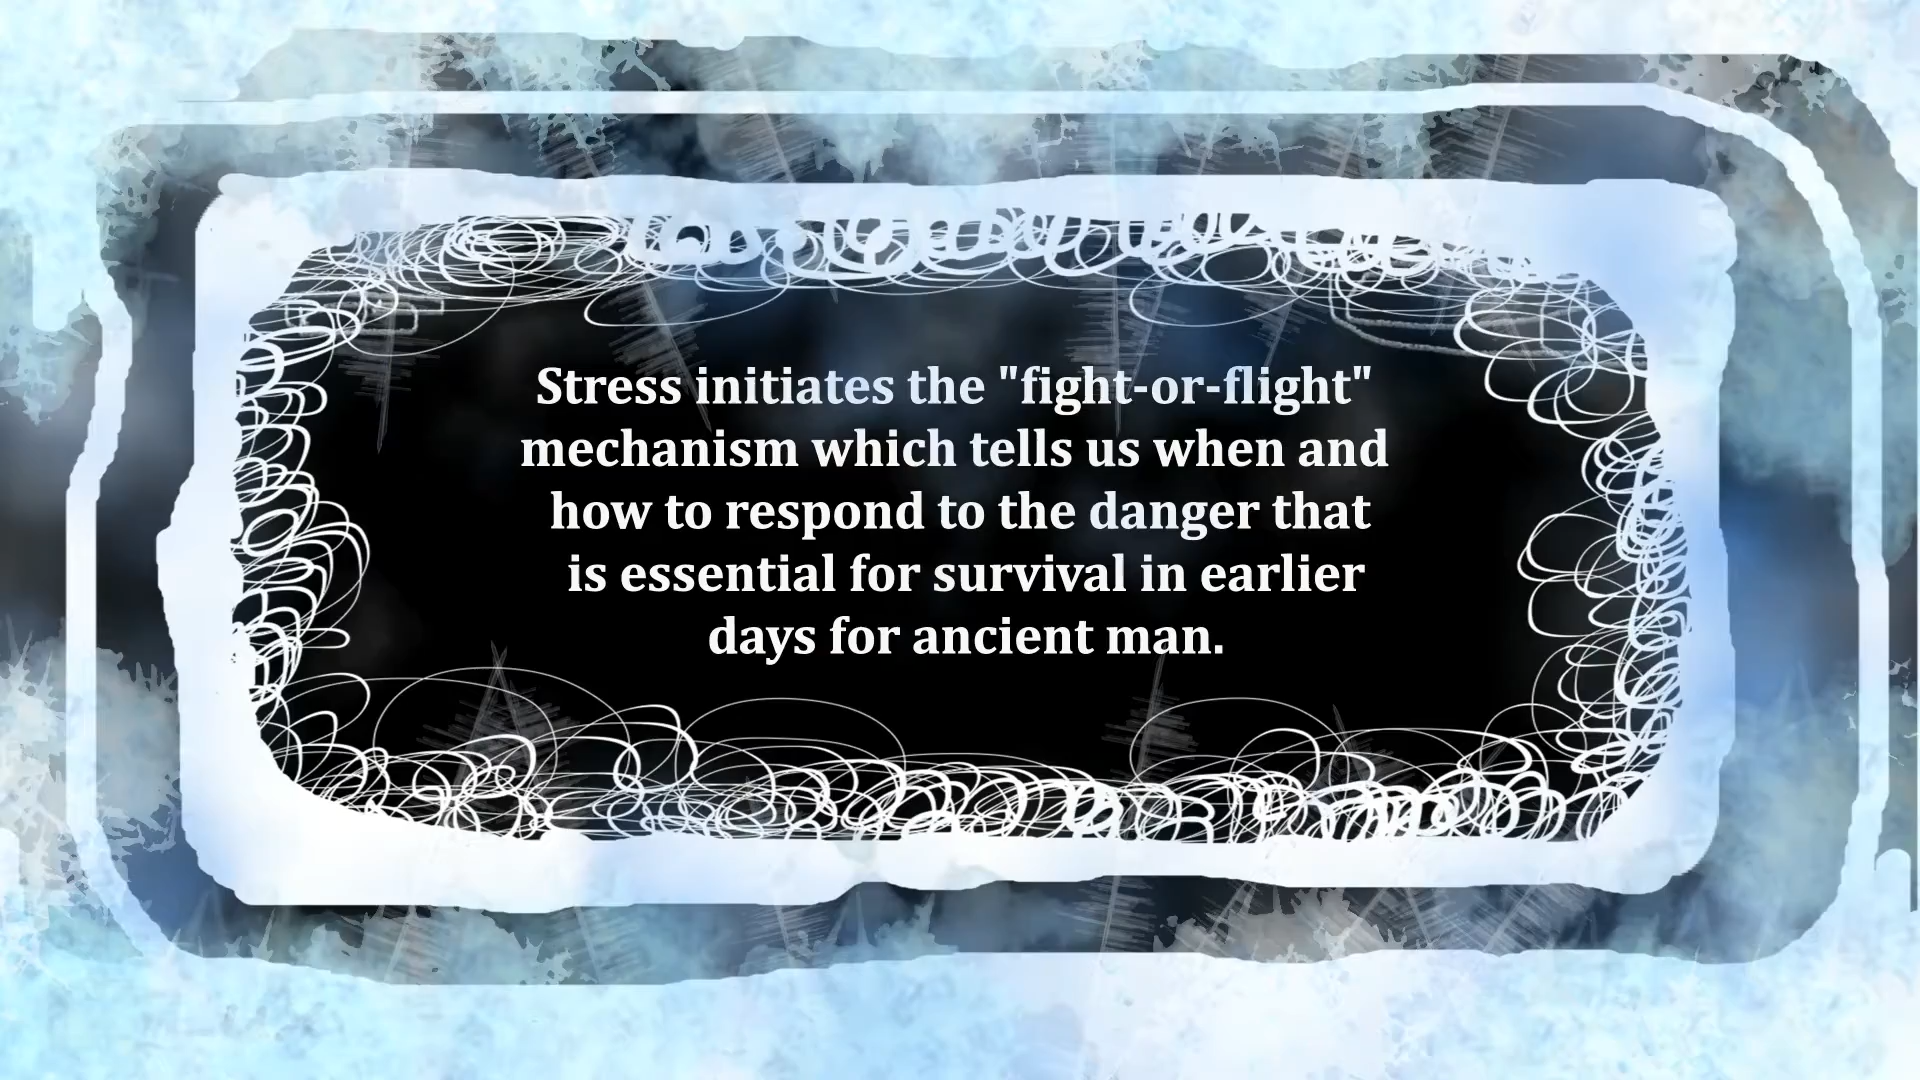 Stress initiates the "fight-or-flight"
mechanism which tells us when and
how to respond to the danger that
is essential for survival in earlier
days for ancient man.